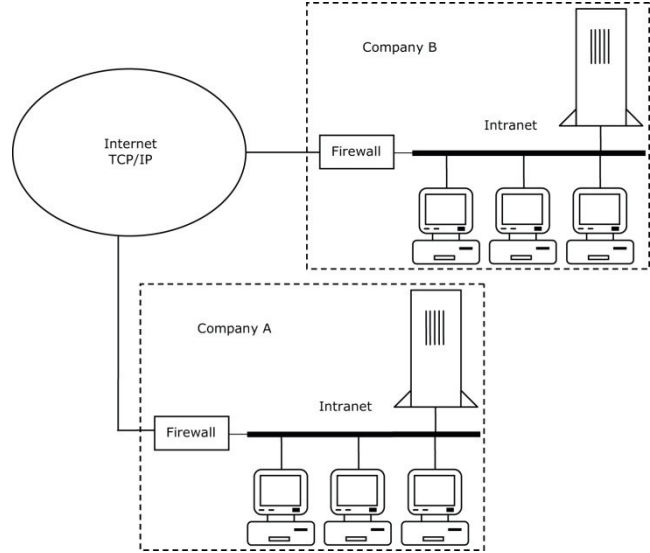 Company B
Internet
TCP/IP
Intranet
Firewall
Company A
Intranet
Firewall